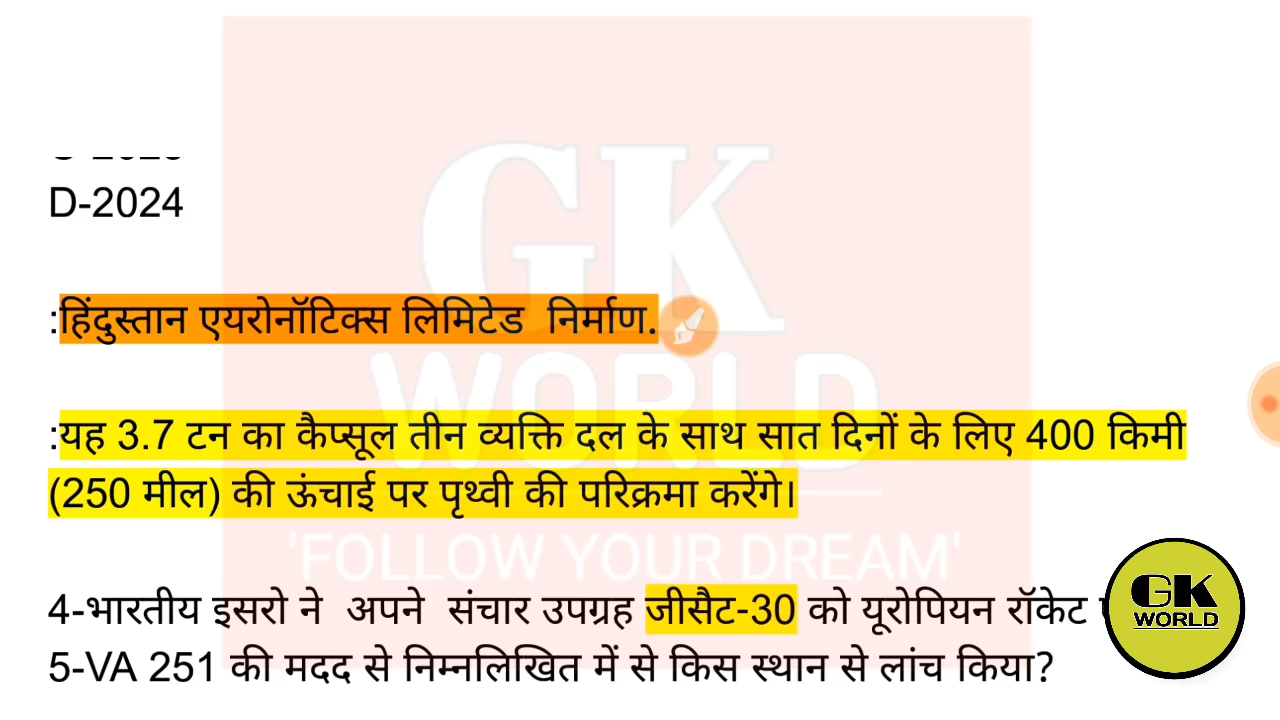 D-2024
:हिंदुस्तान एयरोनॉटिक्स लिमिटेड निर्माण.
:यह 3.7 टन का कैप्सूल तीन व्यक्ति दल के साथ सात दिनों के लिए 400 किमी
(250 मील) की ऊंचाई पर पृथ्वी की परिक्रमा करेंगे।
4-भारतीय इसरो ने अपने संचार उपग्रह जीसैट-30 को यूरोपियन रॉकेट
5-VA 251 की मदद से निम्नलिखित में से किस स्थान से लांच किया?
GK
WORLD
'FOLLOW YOUR DREAM'
GK
WORLD